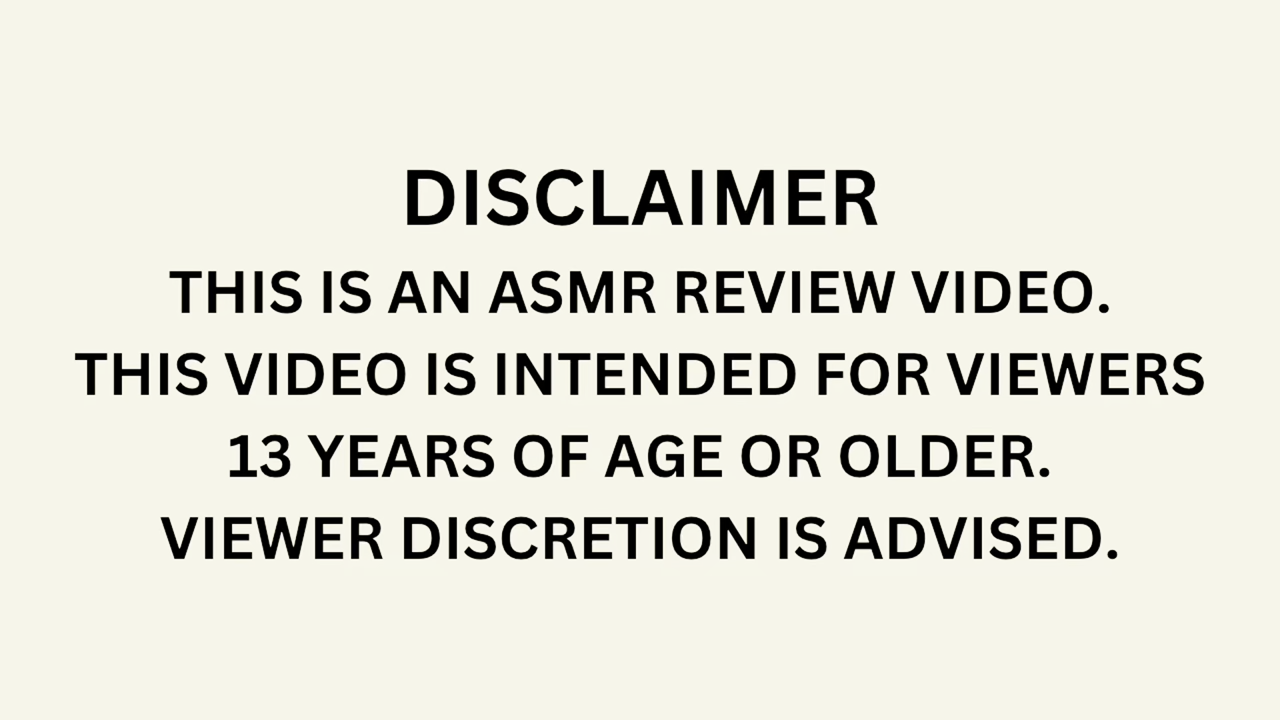 DISCLAIMER
THIS IS AN ASMR REVIEW VIDEO.
THIS VIDEO IS INTENDED FOR VIEWERS
13 YEARS OF AGE OR OLDER.
VIEWER DISCRETION IS ADVISED.